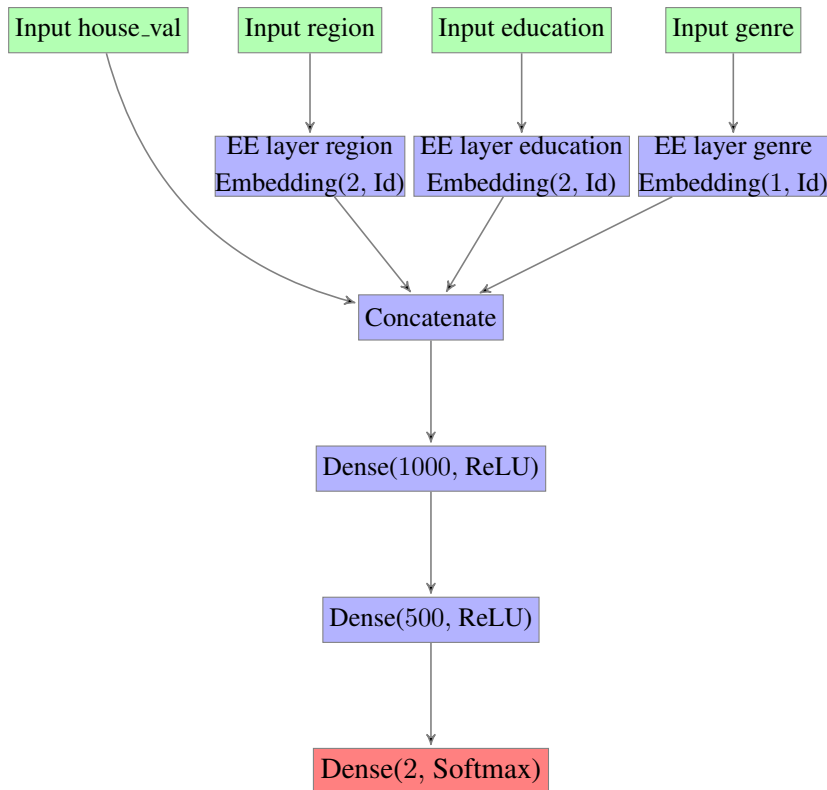 Input house_val
Input region
Input education
Input genre
EE layer region
Embedding(2, Id)
EE layer education
Embedding(2, Id)
EE layer genre
Embedding(1, Id)
Concatenate
Dense(1000, ReLU)
Dense(500, ReLU)
Dense(2, Softmax)